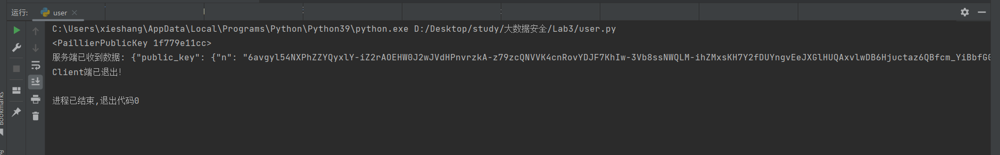 运行:
user
C:\Users\xieshang\AppData\Local\Programs\Python\Python39\python.exe D:/Desktop/study/大数据安全/Lab3/user.py
<PaillierPublicKey 1f779e11cc>
服务端已收到数据: {"public_key": {"n": "6avgyl54NXPhZZYQyxlY-iZ2rAOEHW0J2wJVdHPnvrzkA-z79zcQNVVK4cnRovYDJF7KhIw-3Vb8ssNWQLM-ihZMxsKH7Y2fDUYngvEeJXGlHUQAxvlwDB6Hjuctaz6QBfcm_YiBbfG0
Client端已退出!
进程已结束,退出代码0
Bookmarks